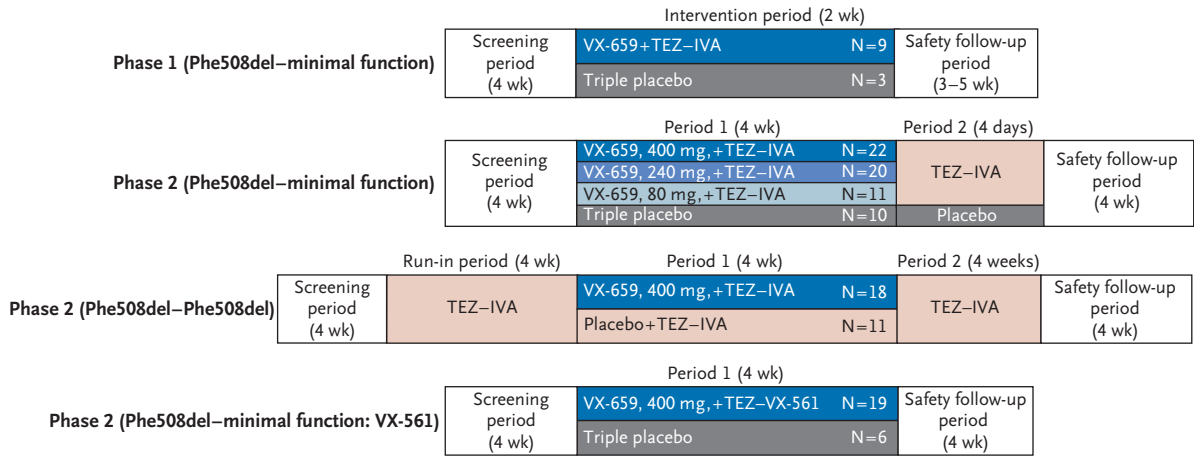 Intervention period (2 wk)
Phase 1 (Phe508del–minimal function)
Screening
period
(4 wk)
VX-659+TEZ–IVA N=9
Triple placebo N=3
Safety follow-up
period
(3–5 wk)
Period 1 (4 wk) Period 2 (4 days)
Phase 2 (Phe508del–minimal function)
Screening
period
(4 wk)
VX-659, 400 mg,+TEZ–IVA N=22
VX-659, 240 mg,+TEZ–IVA N=20
VX-659, 80 mg,+TEZ–IVA N=11
Triple placebo N=10
TEZ–IVA
Placebo
Safety follow-up
period
(4 wk)
Run-in period (4 wk) Period 1 (4 wk) Period 2 (4 weeks)
Phase 2 (Phe508del–Phe508del)
Screening
period
(4 wk)
TEZ–IVA
VX-659, 400 mg,+TEZ–IVA N=18
Placebo+TEZ–IVA N=11
TEZ–IVA
Safety follow-up
period
(4 wk)
Period 1 (4 wk)
Phase 2 (Phe508del–minimal function: VX-561)
Screening
period
(4 wk)
VX-659, 400 mg,+TEZ–VX-561 N=19
Triple placebo N=6
Safety follow-up
period
(4 wk)